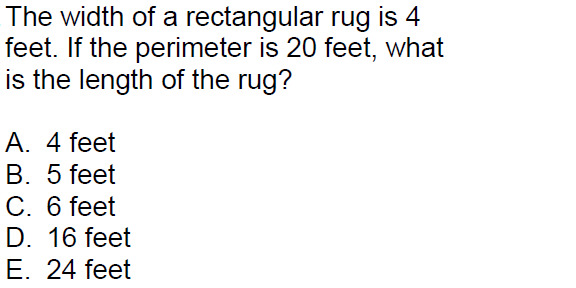 The width of a rectangular rug is 4
feet. If the perimeter is 20 feet, what
is the length of the rug?
A. 4 feet
B. 5 feet
C. 6 feet
D. 16 feet
E. 24 feet